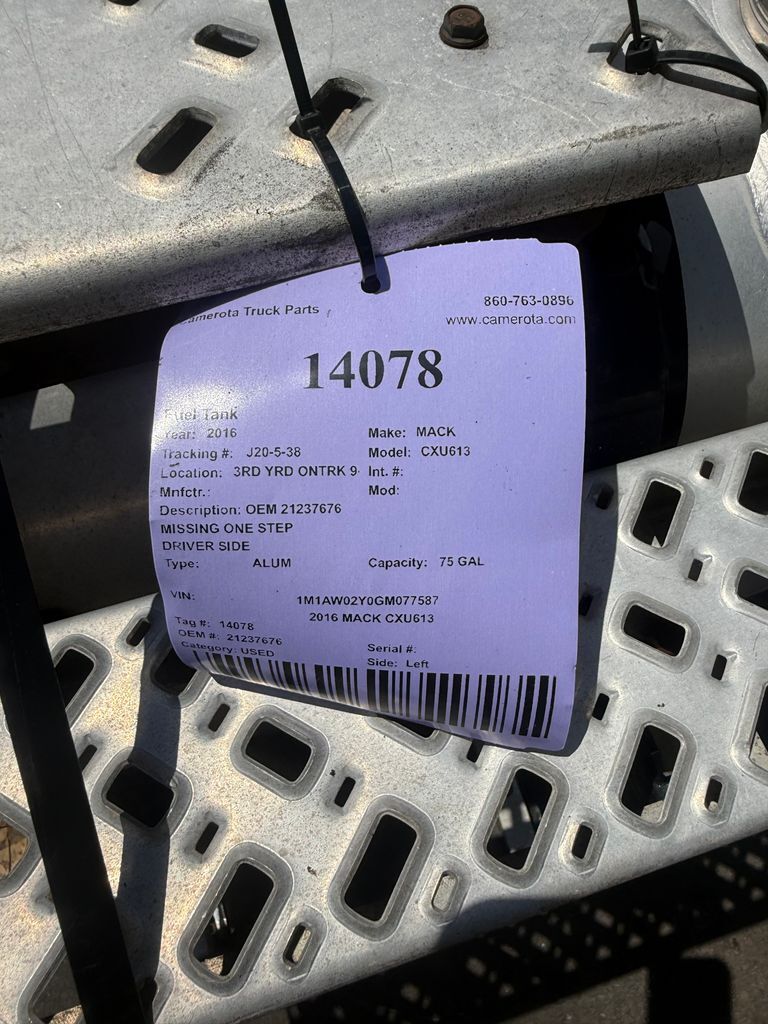 Camerota Truck Parts 860-763-0896
www.camerota.com
14078
Fuel Tank
Year: 2016 Make: MACK
Tracking #: J20-5-38 Model: CXU613
Location: 3RD YRD ONTRK 9 Int. #:
Mnfctr.: Mod:
Description: OEM 21237676
MISSING ONE STEP
DRIVER SIDE
Type: ALUM Capacity: 75 GAL
VIN: 1M1AW02Y0GM077587
2016 MACK CXU613
Tag #: 14078
OEM #: 21237676 Serial #:
Category: USED Side: Left